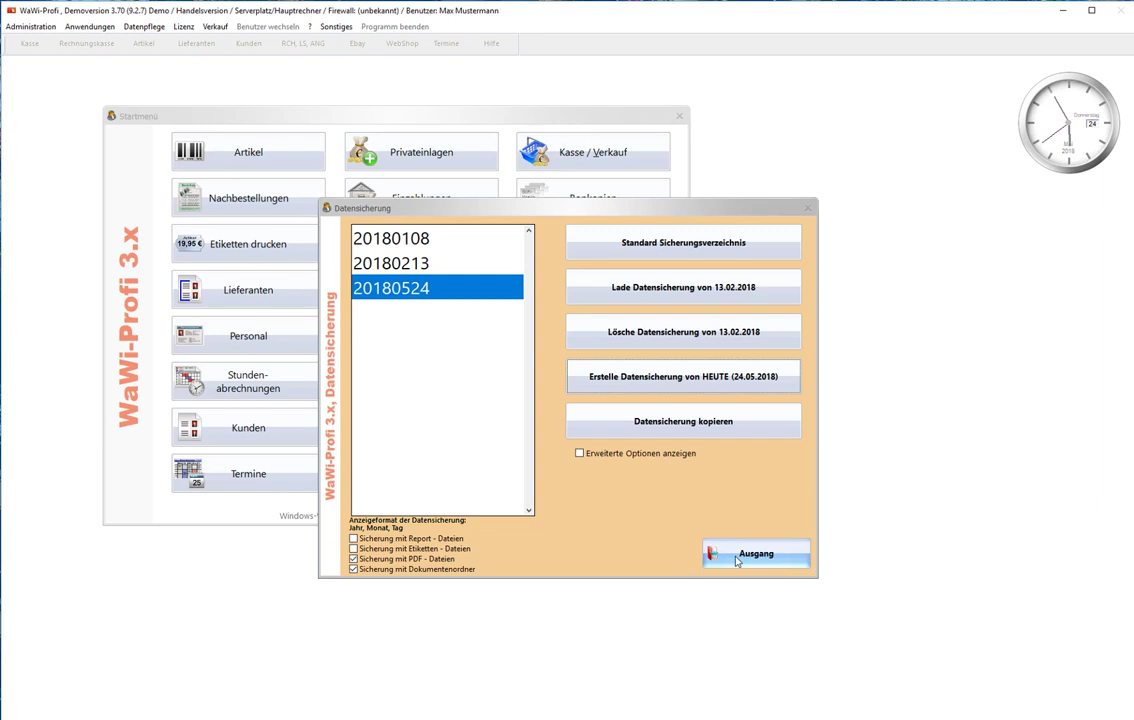 WaWi-Profi , Demoversion 3.70 (9.2.7) Demo / Handelsversion / Serverplatz/Hauptrechner / Firewall: (unbekannt) / Benutzer: Max Mustermann
Administration Anwendungen Datenpflege Lizenz Verkauf Benutzer wechseln ? Sonstiges Programm beenden
Kasse Rechnungskasse Artikel Lieferanten Kunden RCH, LS, ANG Ebay WebShop Termine Hilfe
Donnerstag
24
2018
Startmenü
WaWi-Profi 3.x
Artikel
Privateinlagen
Kasse / Verkauf
Nachbestellungen
19,95 €
Etiketten drucken
Lieferanten
Personal
Stunden-
abrechnungen
Kunden
25
Termine
Datensicherung
WaWi-Profi 3.x, Datensicherung
20180108
20180213
20180524
Anzeigeformat der Datensicherung:
Jahr, Monat, Tag
Sicherung mit Report - Dateien
Sicherung mit Etiketten - Dateien
Sicherung mit PDF - Dateien
Sicherung mit Dokumentenordner
Standard Sicherungsverzeichnis
Lade Datensicherung von 13.02.2018
Lösche Datensicherung von 13.02.2018
Erstelle Datensicherung von HEUTE (24.05.2018)
Datensicherung kopieren
Erweiterte Optionen anzeigen
Ausgang